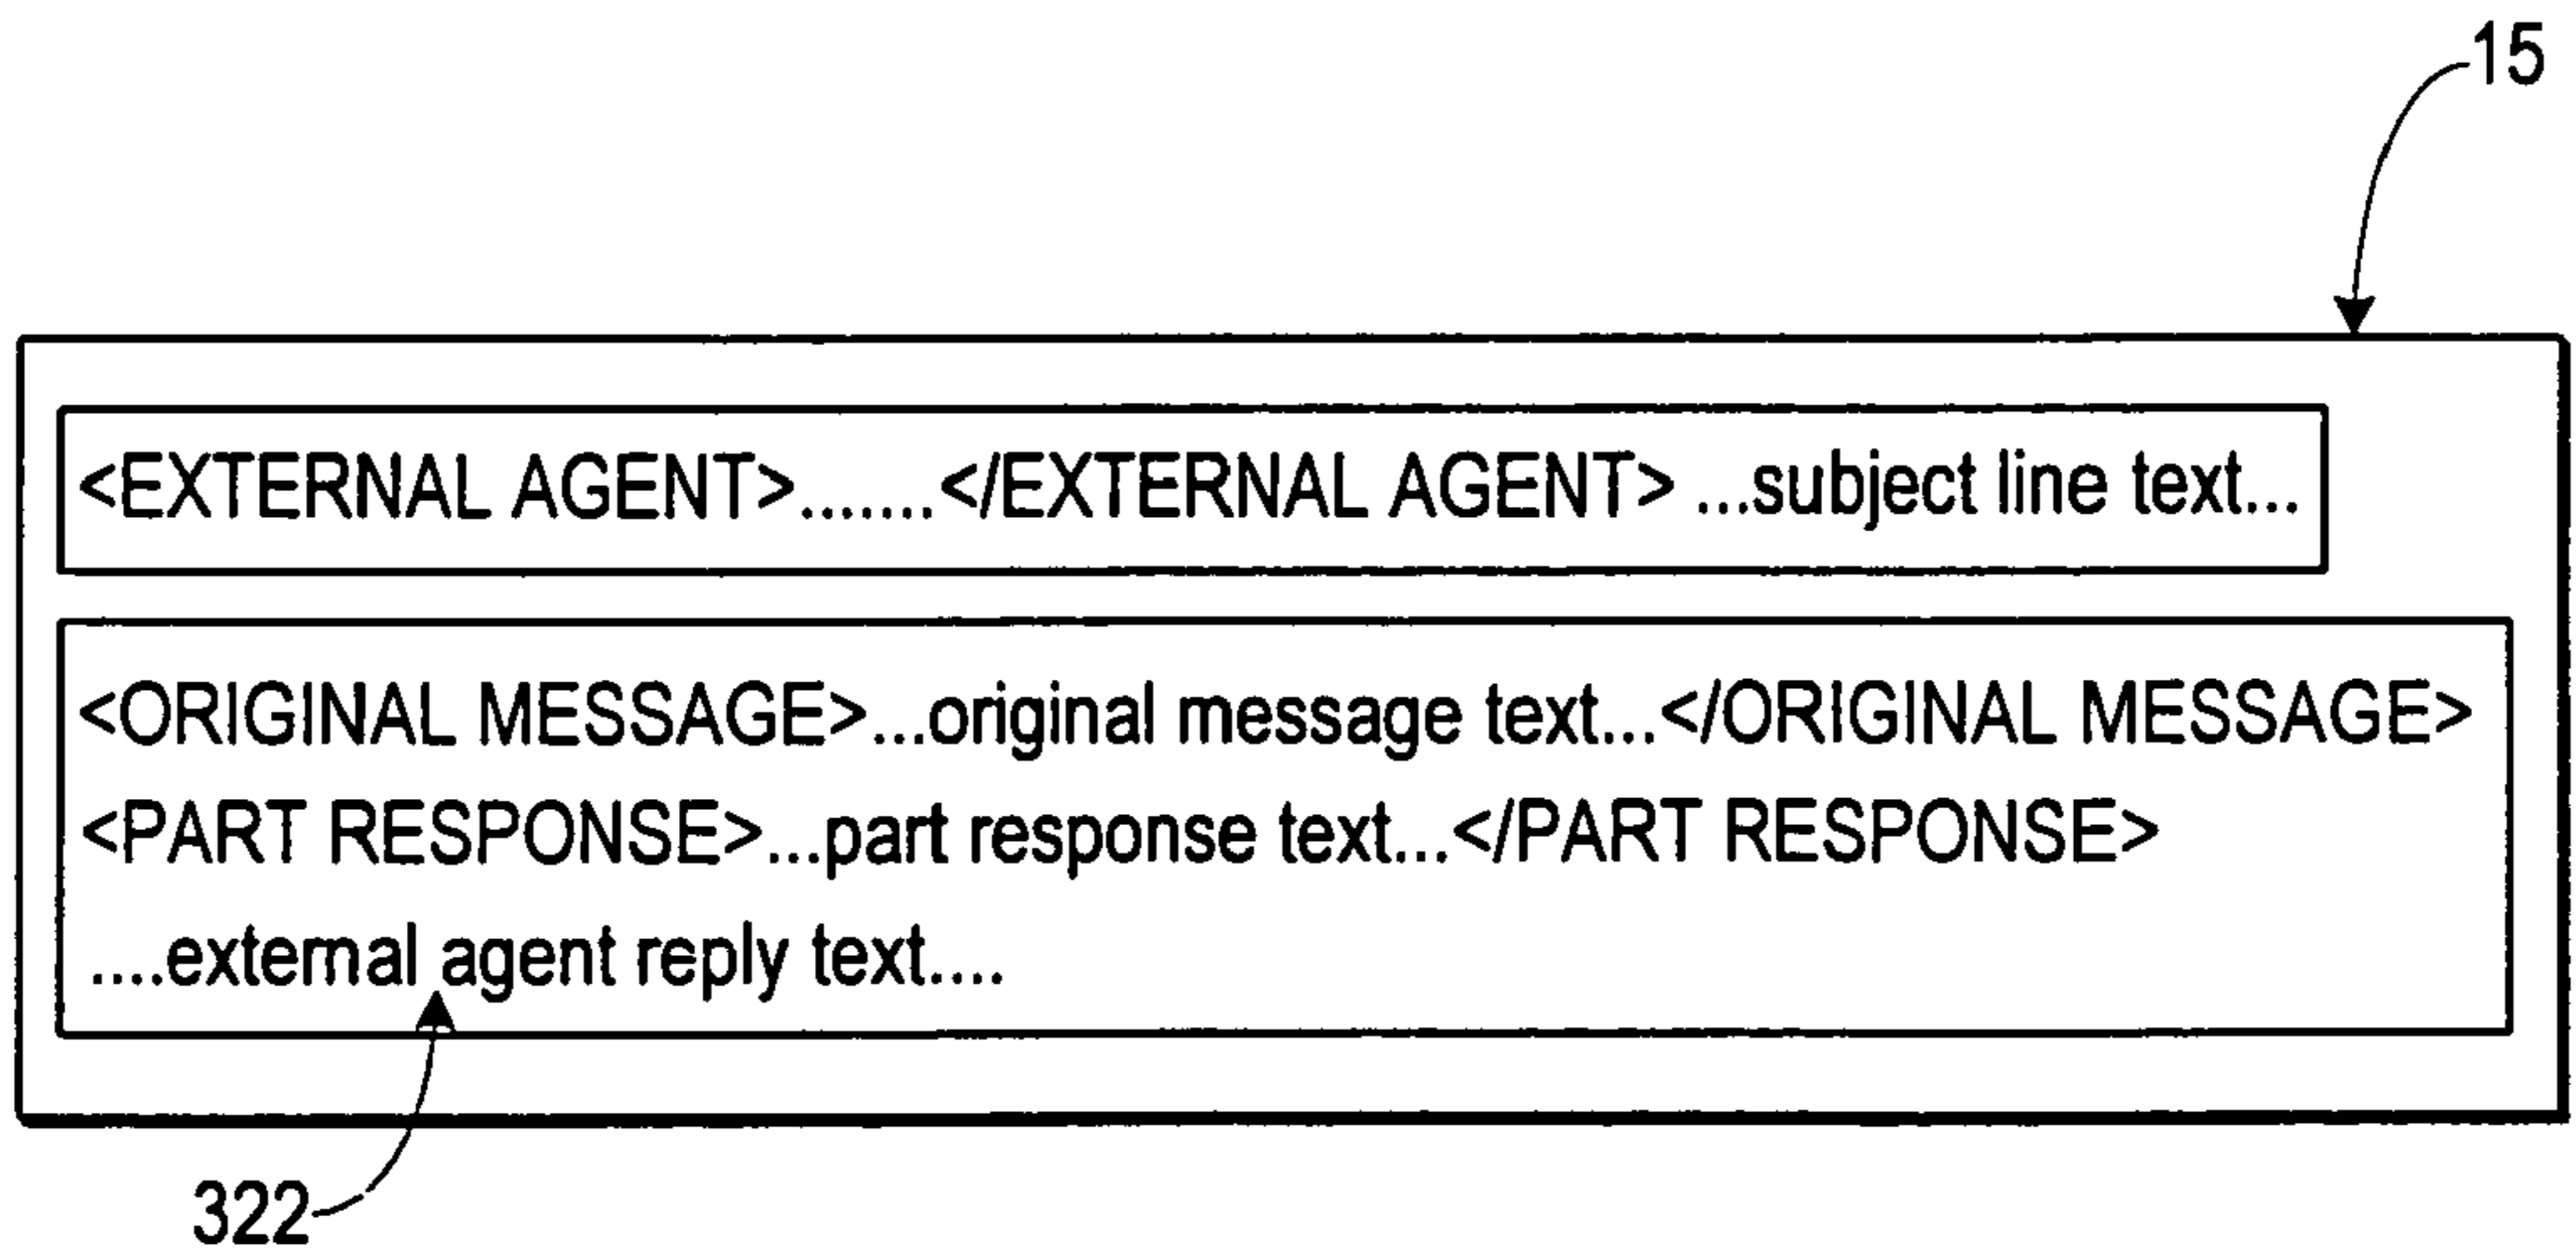 15
<EXTERNAL AGENT>.......</EXTERNAL AGENT> ...subject line text...
<ORIGINAL MESSAGE>...original message text...</ORIGINAL MESSAGE>
<PART RESPONSE>...part response text...</PART RESPONSE>
....external agent reply text....
322